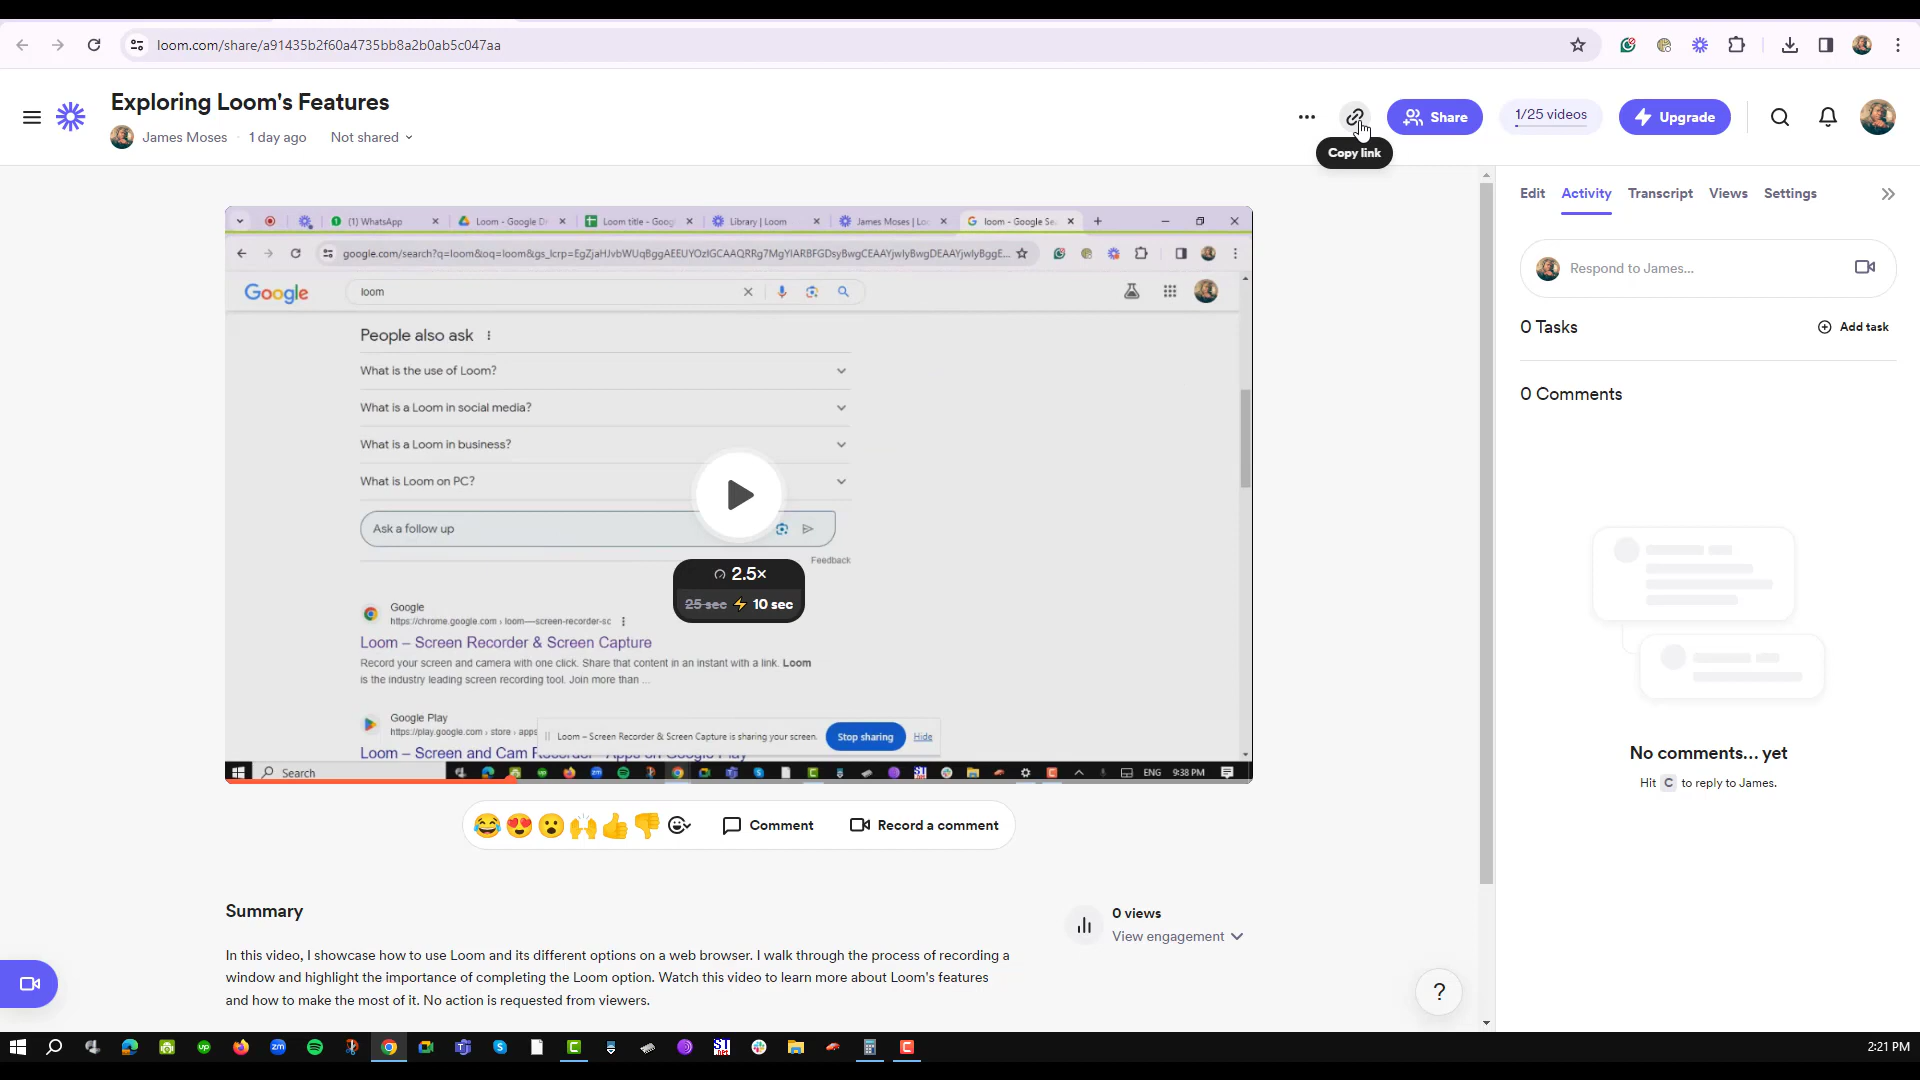 loom.com/share/a91435b2f60a4735bb8a2b0ab5c047aa
Exploring Loom's Features
James Moses · 1 day ago Not shared
Share
1/25 videos
Upgrade
Copy link
(1) WhatsApp
Loom - Google D
Loom title - Goog
Library | Loom
James Moses | Lo
loom - Google Se
google.com/search?q=loom&oq=loom&gs_lcrp=
Google
loom
People also ask
What is the use of Loom?
What is a Loom in social media?
What is a Loom in business?
What is Loom on PC?
Ask a follow up
Feedback
2.5×
25 sec ⚡ 10 sec
Google
https://chrome.google.com › loom—screen-recorder-sc
Loom – Screen Recorder & Screen Capture
Record your screen and camera with one click. Share that content in an instant with a link. Loom
is the industry leading screen recording tool. Join more than ...
Google Play
https://play.google.com › store › apps
Loom – Screen Recorder & Screen Capture is sharing your screen.
Stop sharing
Hide
Loom – Screen and Cam
Search
ENG 9:38 PM
Comment
Record a comment
Summary
In this video, I showcase how to use Loom and its different options on a web browser. I walk through the process of recording a
window and highlight the importance of completing the Loom option. Watch this video to learn more about Loom's features
and how to make the most of it. No action is requested from viewers.
0 views
View engagement
?
Edit Activity Transcript Views Settings
Respond to James...
0 Tasks
Add task
0 Comments
No comments... yet
Hit C to reply to James.
2:21 PM